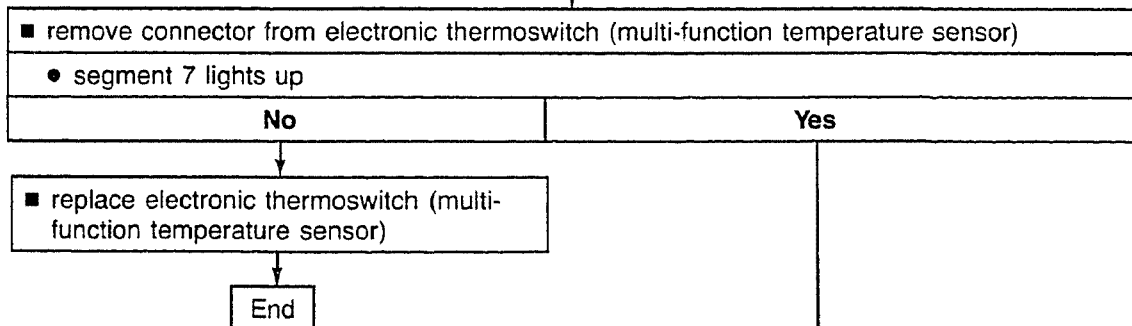 ■ remove connector from electronic thermoswitch (multi-function temperature sensor)
● segment 7 lights up
No
Yes
■ replace electronic thermoswitch (multi-
function temperature sensor)
End